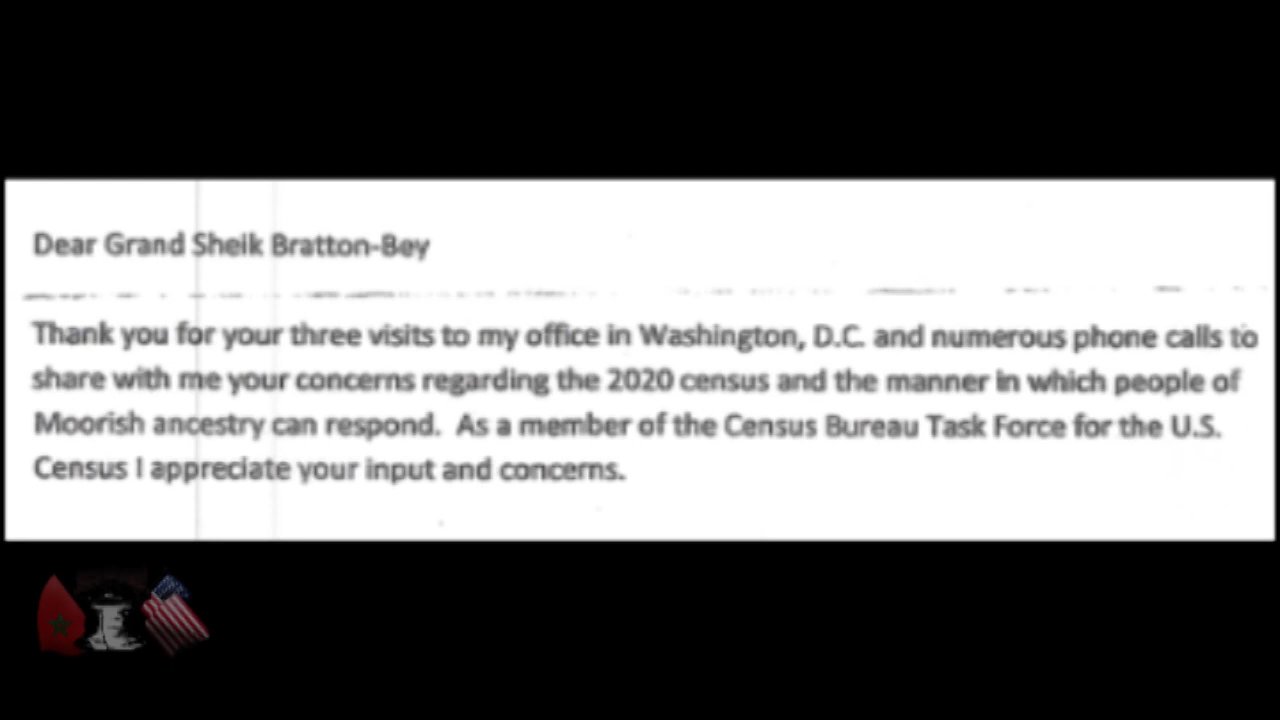 Dear Grand Sheik Bratton-Bey
Thank you for your three visits to my office in Washington, D.C. and numerous phone calls to
share with me your concerns regarding the 2020 census and the manner in which people of
Moorish ancestry can respond.  As a member of the Census Bureau Task Force for the U.S.
Census I appreciate your input and concerns.